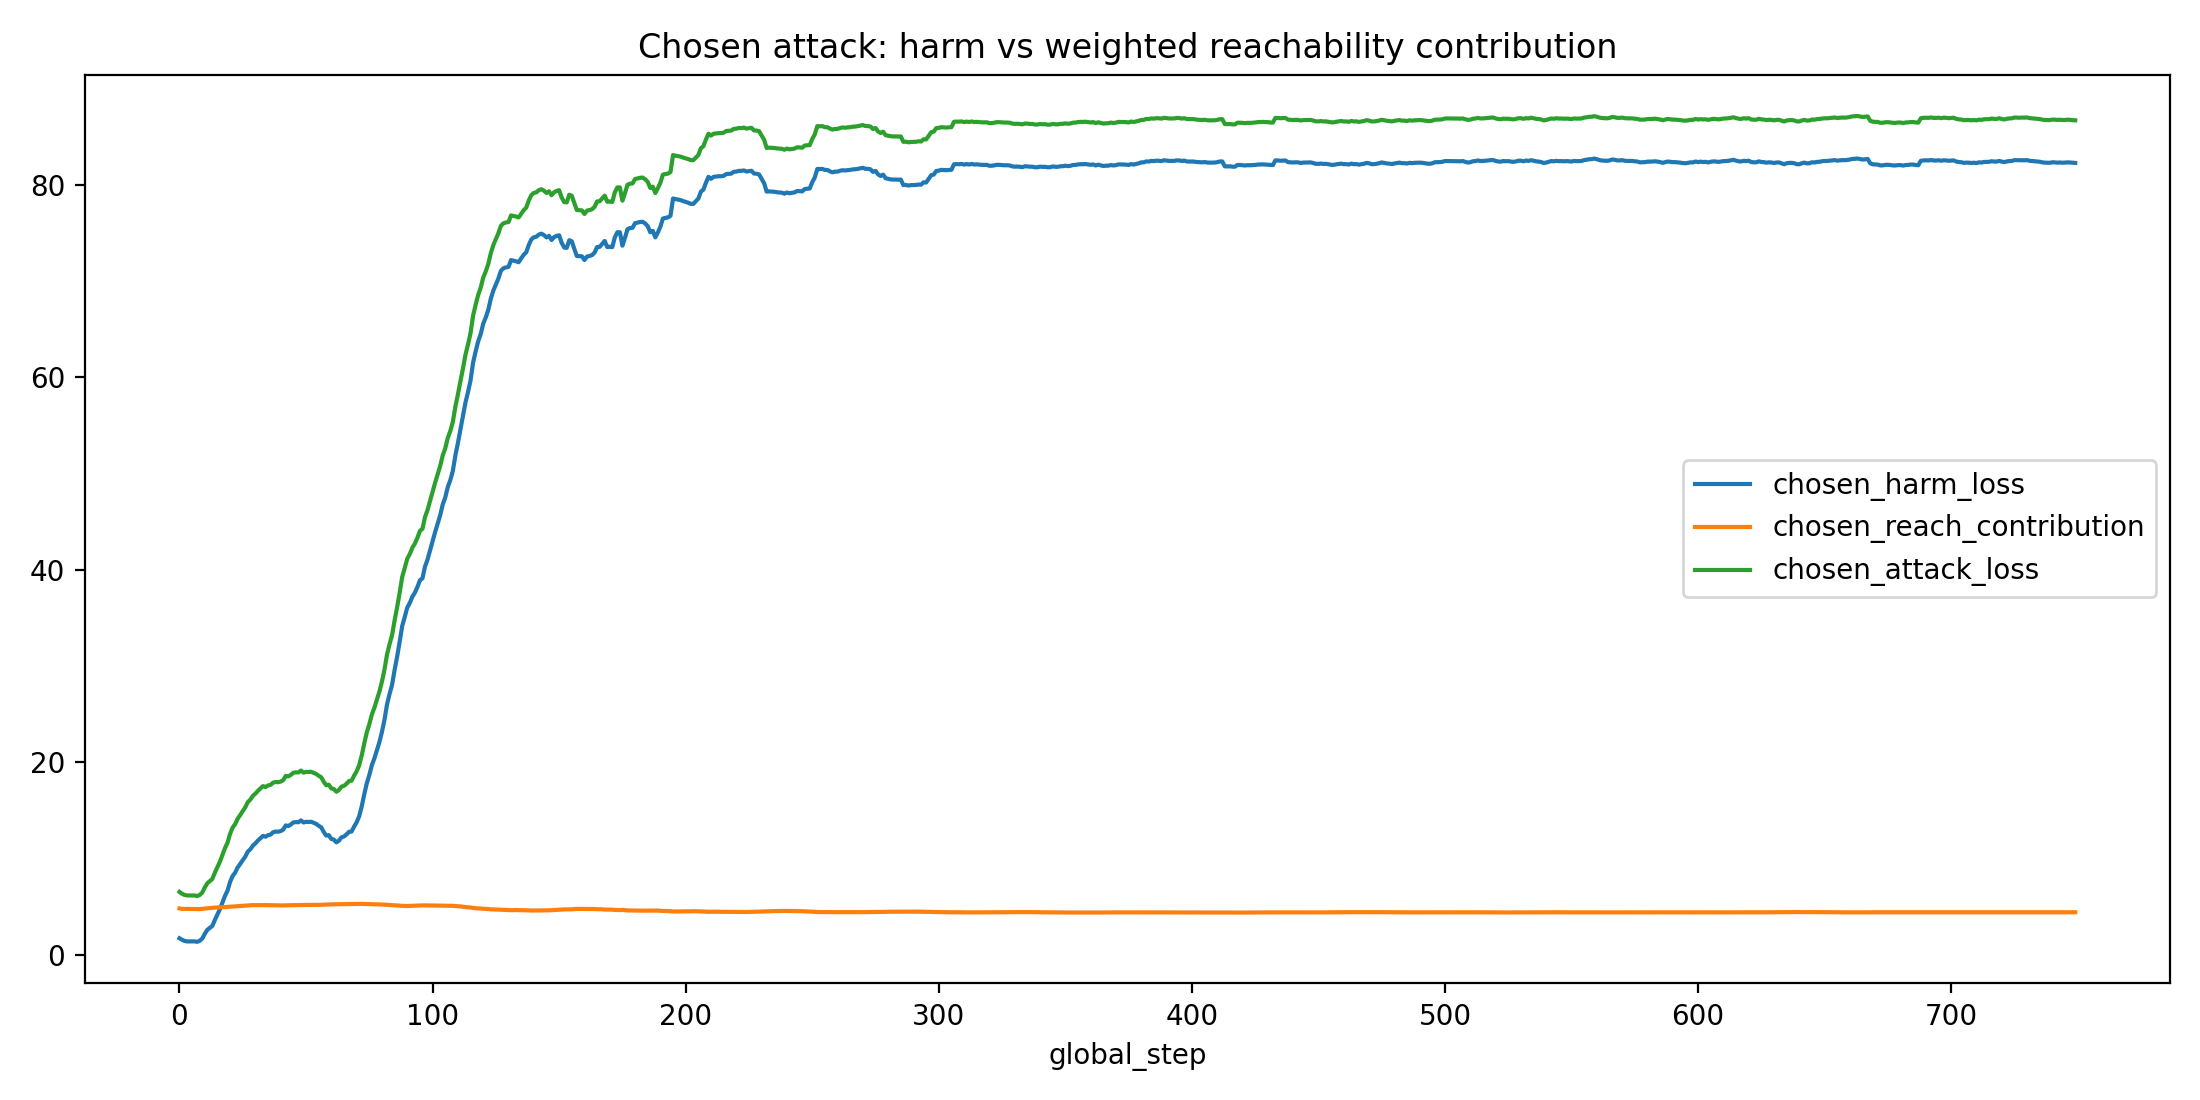 Chosen attack: harm vs weighted reachability contribution
80
60
40
20
0
chosen_harm_loss
chosen_reach_contribution
chosen_attack_loss
0 100 200 300 400 500 600 700
global_step